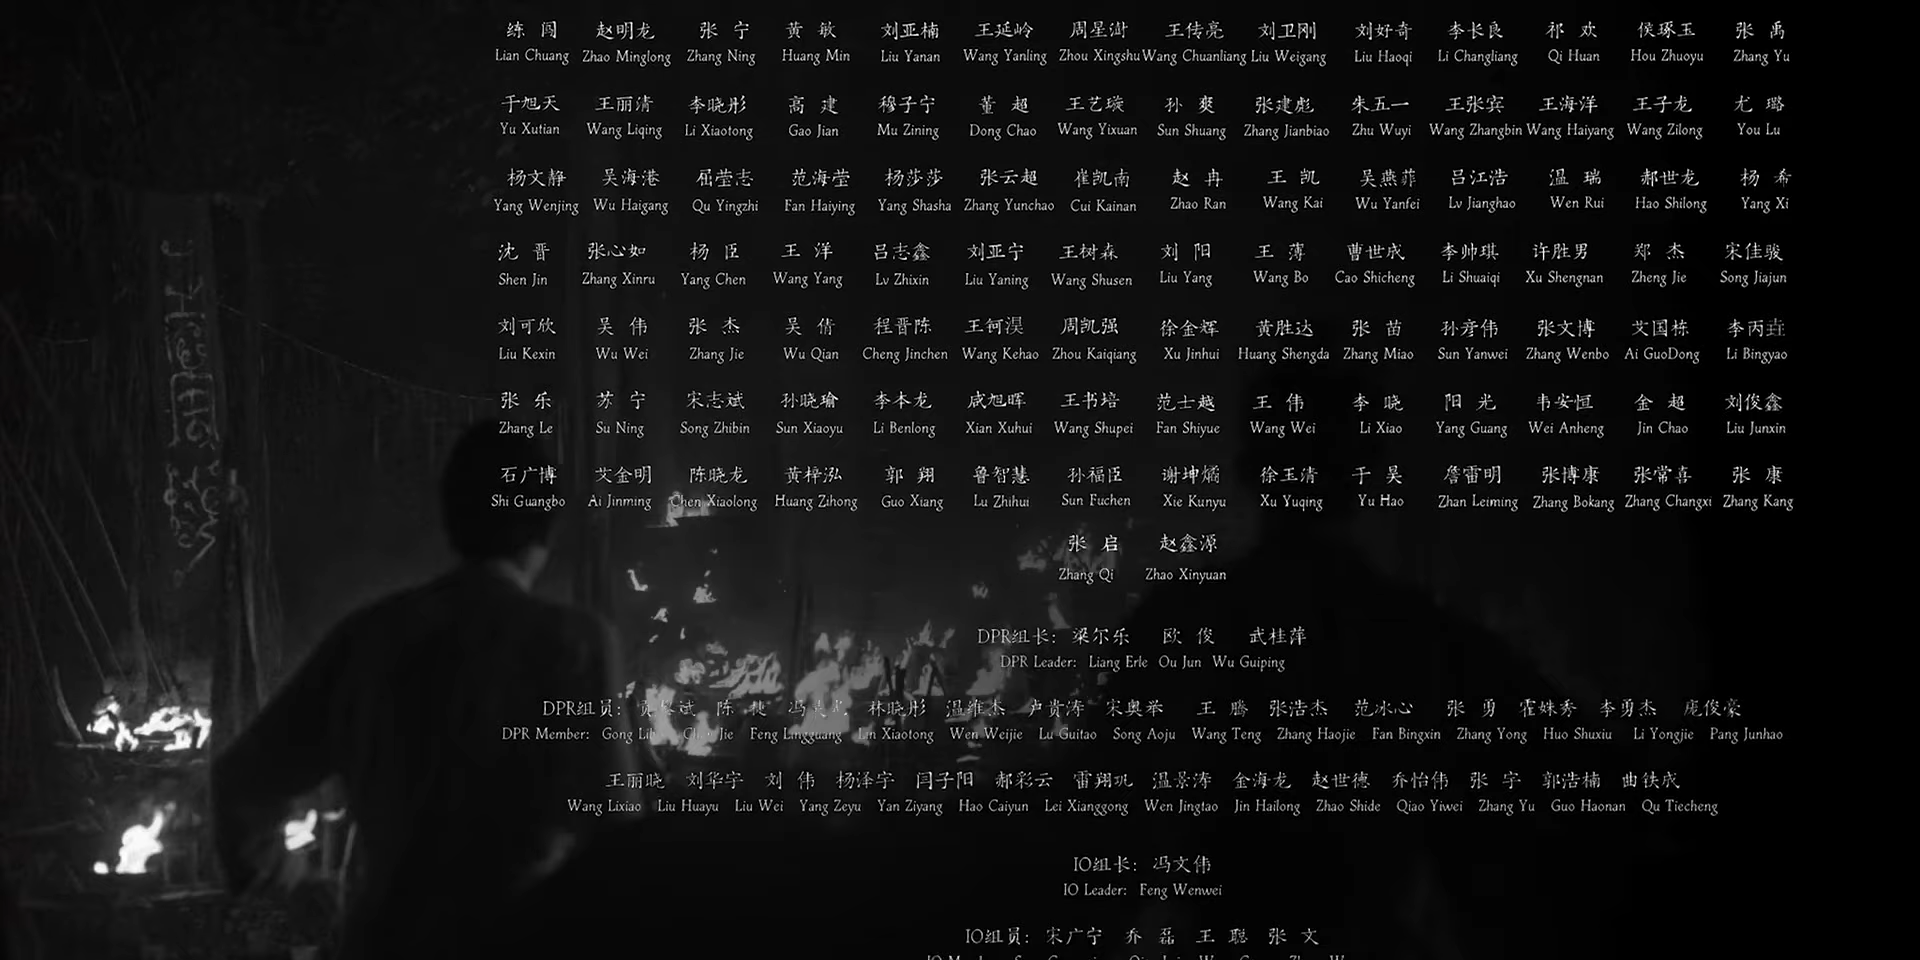 练 闯 赵明龙 张 宁 黄 敏 刘亚楠 王延岭 周星澍 王传亮 刘卫刚 刘好奇 李长良 祁 欢 侯琢玉 张 禹
Lian Chuang Zhao Minglong Zhang Ning Huang Min Liu Yanan Wang Yanling Zhou Xingshu Wang Chuanliang Liu Weigang Liu Haoqi Li Changliang Qi Huan Hou Zhuoyu Zhang Yu
于旭天 王丽清 李晓彤 高 建 穆子宁 董 超 王艺璇 孙 爽 张建彪 朱五一 王张宾 王海洋 王子龙 尤 璐
Yu Xutian Wang Liqing Li Xiaotong Gao Jian Mu Zining Dong Chao Wang Yixuan Sun Shuang Zhang Jianbiao Zhu Wuyi Wang Zhangbin Wang Haiyang Wang Zilong You Lu
杨文静 吴海港 屈莹志 范海莹 杨莎莎 张云超 崔凯南 赵 冉 王 凯 吴燕菲 吕江浩 温 瑞 郝世龙 杨 希
Yang Wenjing Wu Haigang Qu Yingzhi Fan Haiying Yang Shasha Zhang Yunchao Cui Kainan Zhao Ran Wang Kai Wu Yanfei Lv Jianghao Wen Rui Hao Shilong Yang Xi
沈 晋 张心如 杨 臣 王 洋 吕志鑫 刘亚宁 王树森 刘 阳 王 薄 曹世成 李帅琪 许胜男 郑 杰 宋佳骏
Shen Jin Zhang Xinru Yang Chen Wang Yang Lv Zhixin Liu Yaning Wang Shusen Liu Yang Wang Bo Cao Shicheng Li Shuaiqi Xu Shengnan Zheng Jie Song Jiajun
刘可欣 吴 伟 张 杰 吴 倩 程晋陈 王钶淏 周凯强 徐金辉 黄胜达 张 苗 孙彦伟 张文博 艾国栋 李丙垚
Liu Kexin Wu Wei Zhang Jie Wu Qian Cheng Jinchen Wang Kehao Zhou Kaiqiang Xu Jinhui Huang Shengda Zhang Miao Sun Yanwei Zhang Wenbo Ai GuoDong Li Bingyao
张 乐 苏 宁 宋志斌 孙晓瑜 李本龙 咸旭晖 王书培 范士越 王 伟 李 晓 阳 光 韦安恒 金 超 刘俊鑫
Zhang Le Su Ning Song Zhibin Sun Xiaoyu Li Benlong Xian Xuhui Wang Shupei Fan Shiyue Wang Wei Li Xiao Yang Guang Wei Anheng Jin Chao Liu Junxin
石广博 艾金明 陈晓龙 黄梓泓 郭 翔 鲁智慧 孙福臣 谢坤燏 徐玉清 于 昊 詹雷明 张博康 张常喜 张 康
Shi Guangbo Ai Jinming Chen Xiaolong Huang Zihong Guo Xiang Lu Zhihui Sun Fuchen Xie Kunyu Xu Yuqing Yu Hao Zhan Leiming Zhang Bokang Zhang Changxi Zhang Kang
张 启 赵鑫源
Zhang Qi Zhao Xinyuan
DPR组长: 梁尔乐 欧 俊 武桂萍
DPR Leader: Liang Erle Ou Jun Wu Guiping
DPR组员: 陈 林晓彤 温维杰 卢贵涛 宋奥举 王 腾 张浩杰 范冰心 张 勇 霍姝秀 李勇杰 庞俊豪
DPR Member: Gong Jie Feng Lingguang Lin Xiaotong Wen Weijie Lu Guitao Song Aoju Wang Teng Zhang Haojie Fan Bingxin Zhang Yong Huo Shuxiu Li Yongjie Pang Junhao
王丽晓 刘华宇 刘 伟 杨泽宇 闫子阳 郝彩云 雷翔巩 温景涛 金海龙 赵世德 乔怡伟 张 宇 郭浩楠 曲铁成
Wang Lixiao Liu Huayu Liu Wei Yang Zeyu Yan Ziyang Hao Caiyun Lei Xianggong Wen Jingtao Jin Hailong Zhao Shide Qiao Yiwei Zhang Yu Guo Haonan Qu Tiecheng
IO组长: 冯文伟
IO Leader: Feng Wenwei
IO组员: 宋广宁 乔 磊 王 聪 张 文